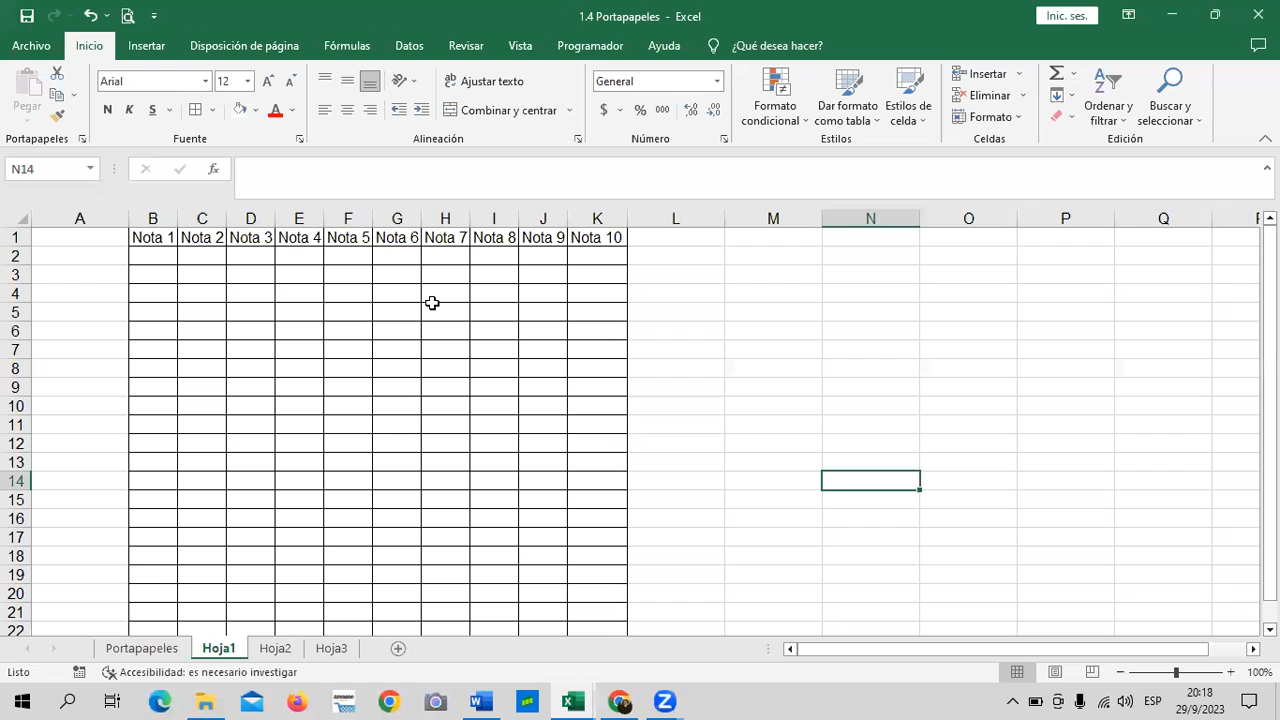 1.4 Portapapeles - Excel
Inic. ses.
Archivo Inicio Insertar Disposición de página Fórmulas Datos Revisar Vista Programador Ayuda ¿Qué desea hacer?
Pegar
Portapapeles
Arial 12
N K S
Fuente
Ajustar texto
Combinar y centrar
Alineación
General
$ % 000
Número
Formato condicional
Dar formato como tabla
Estilos de celda
Estilos
Insertar
Eliminar
Formato
Celdas
Ordenar y filtrar
Buscar y seleccionar
Edición
N14
fx
A B C D E F G H I J K L M N O P Q
1 Nota 1 Nota 2 Nota 3 Nota 4 Nota 5 Nota 6 Nota 7 Nota 8 Nota 9 Nota 10
2
3
4
5
6
7
8
9
10
11
12
13
14
15
16
17
18
19
20
21
22
Portapapeles Hoja1 Hoja2 Hoja3
Listo Accesibilidad: es necesario investigar 100%
ESP
20:18
29/9/2023